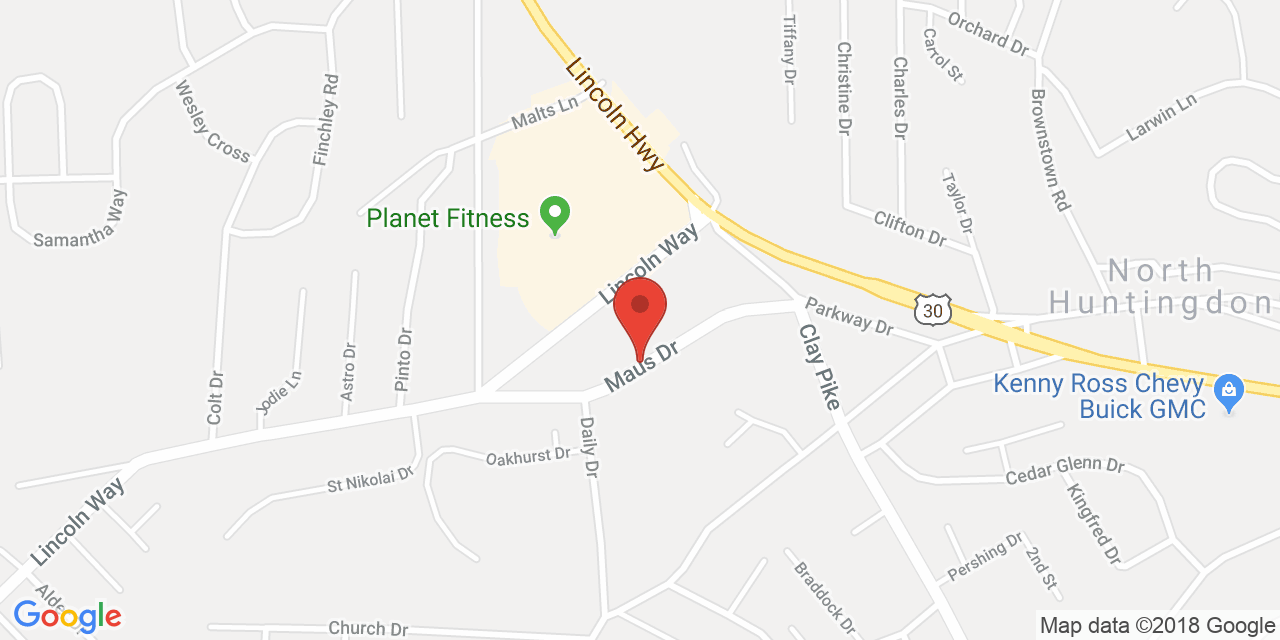 Lincoln Hwy
Tiffany Dr
Christine Dr
Charles Dr
Carrol St
Orchard Dr
Brownstown Rd
Larwin Ln
Wesley Cross
Finchley Rd
Malts Ln
Samantha Way
Planet Fitness
Lincoln Way
Taylor Dr
Clifton Dr
North
Huntingdon
30
Parkway Dr
Clay Pike
Maus Dr
Colt Dr
Jodie Ln
Astro Dr
Pinto Dr
Kenny Ross Chevy
Buick GMC
Daily Dr
Oakhurst Dr
St Nikolai Dr
Cedar Glenn Dr
Kingfred Dr
Lincoln Way
Pershing Dr
2nd St
Braddock Dr
Church Dr
Google
Map data ©2018 Google